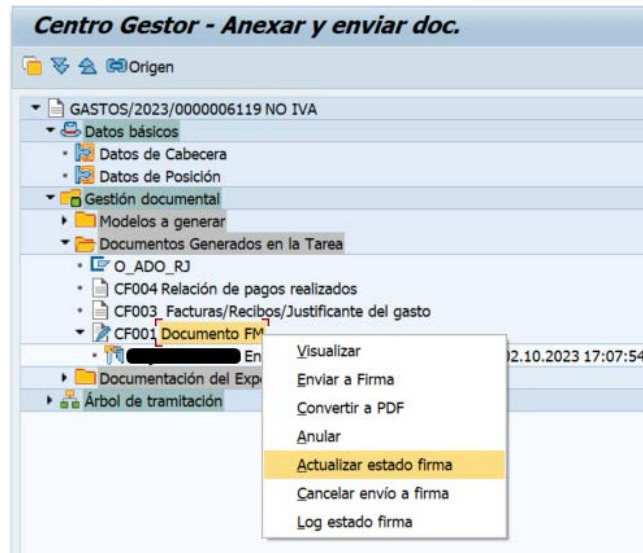 Centro Gestor - Anexar y enviar doc.
Origen
GASTOS/2023/0000006119 NO IVA
Datos básicos
Datos de Cabecera
Datos de Posición
Gestión documental
Modelos a generar
Documentos Generados en la Tarea
O_ADO_RJ
CF004 Relación de pagos realizados
CF003 Facturas/Recibos/Justificante del gasto
CF001 Documento FM
En 02.10.2023 17:07:54
Documentación del Exp
Árbol de tramitación
Visualizar
Enviar a Firma
Convertir a PDF
Anular
Actualizar estado firma
Cancelar envío a firma
Log estado firma